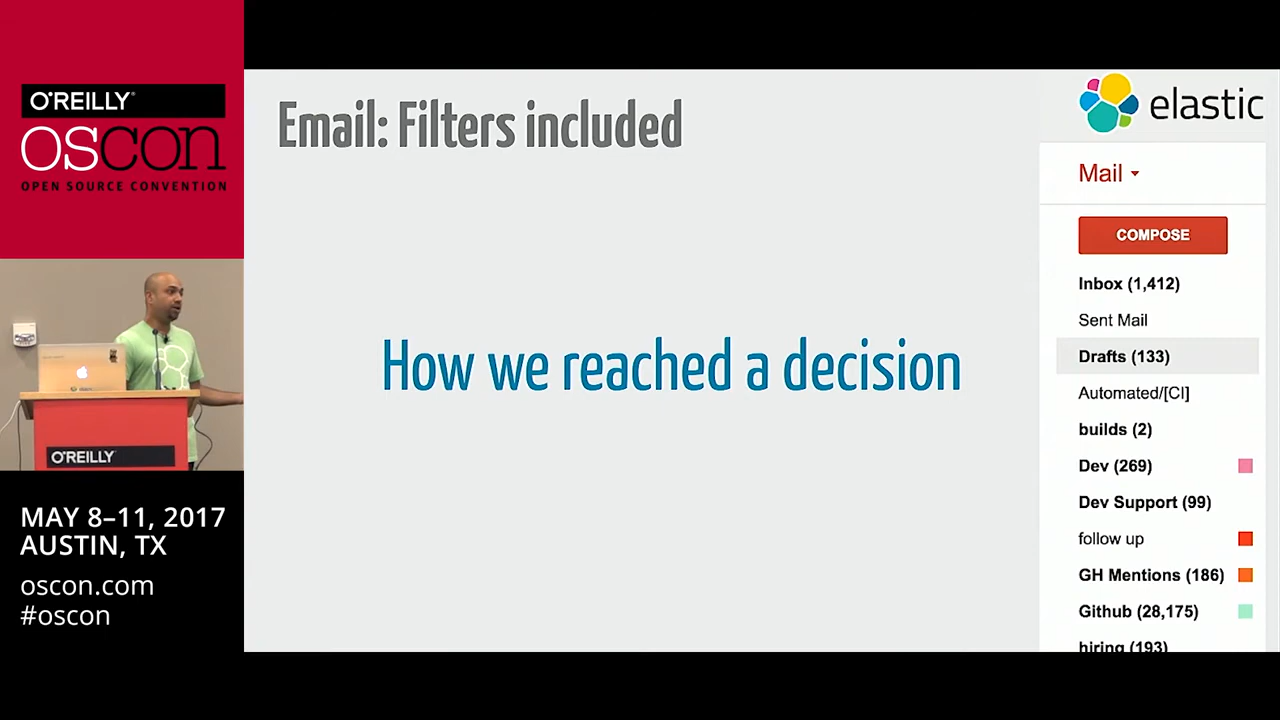 O'REILLY®
OSCON
OPEN SOURCE CONVENTION
O'REILLY
MAY 8–11, 2017
AUSTIN, TX
oscon.com
#oscon
Email: Filters included
How we reached a decision
elastic
Mail
COMPOSE
Inbox (1,412)
Sent Mail
Drafts (133)
Automated/[CI]
builds (2)
Dev (269)
Dev Support (99)
follow up
GH Mentions (186)
Github (28,175)
hiring (193)